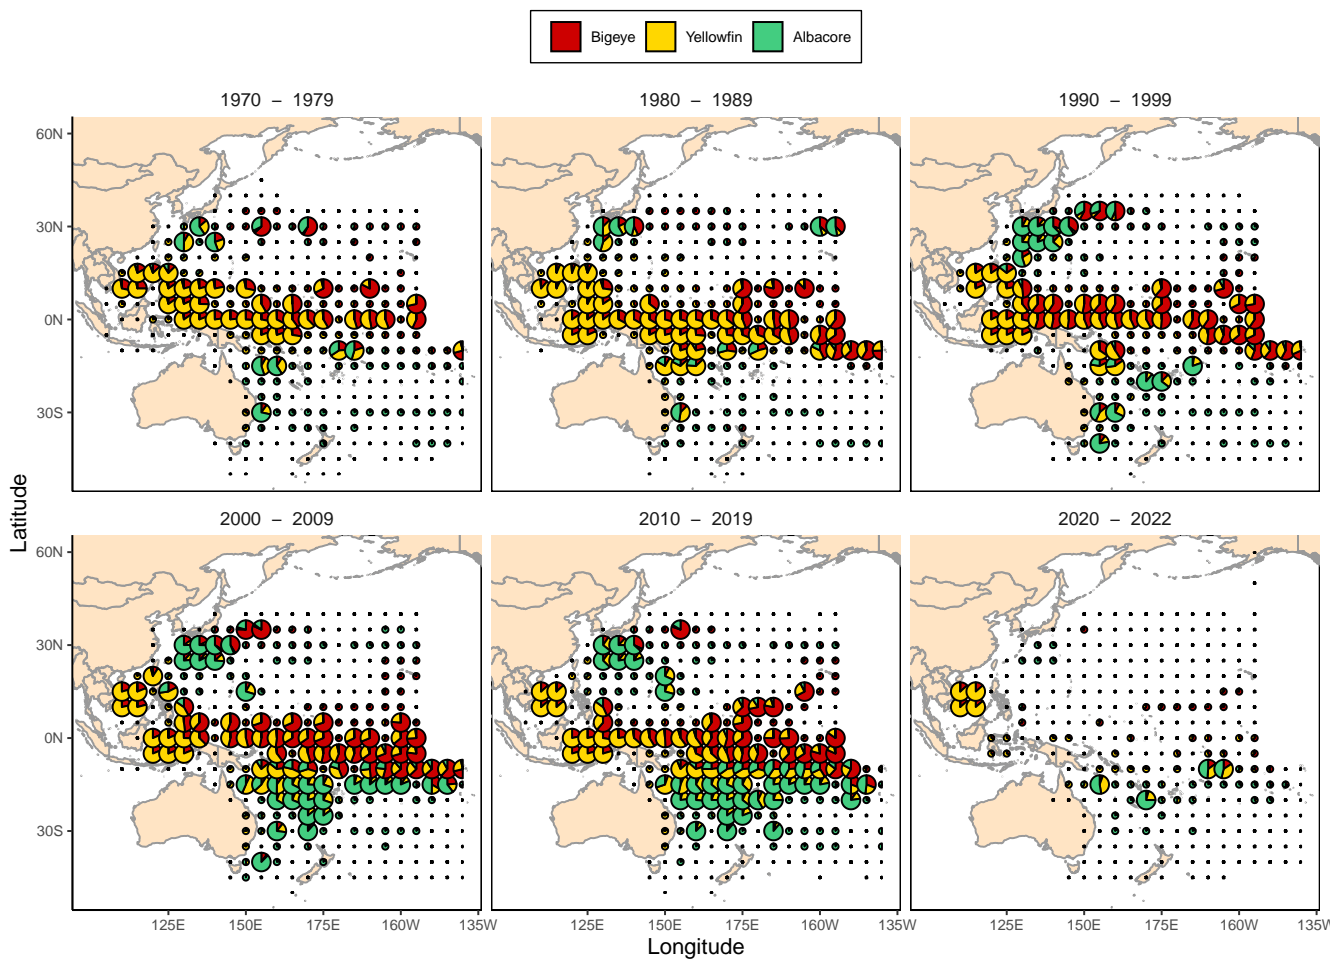 Bigeye Yellowfin Albacore
1970 − 1979 1980 − 1989 1990 − 1999
60N
30N
0N
30S
2000 − 2009 2010 − 2019 2020 − 2022
60N
30N
0N
30S
125E 150E 175E 160W 135W 125E 150E 175E 160W 135W 125E 150E 175E 160W 135W
Longitude
Latitude